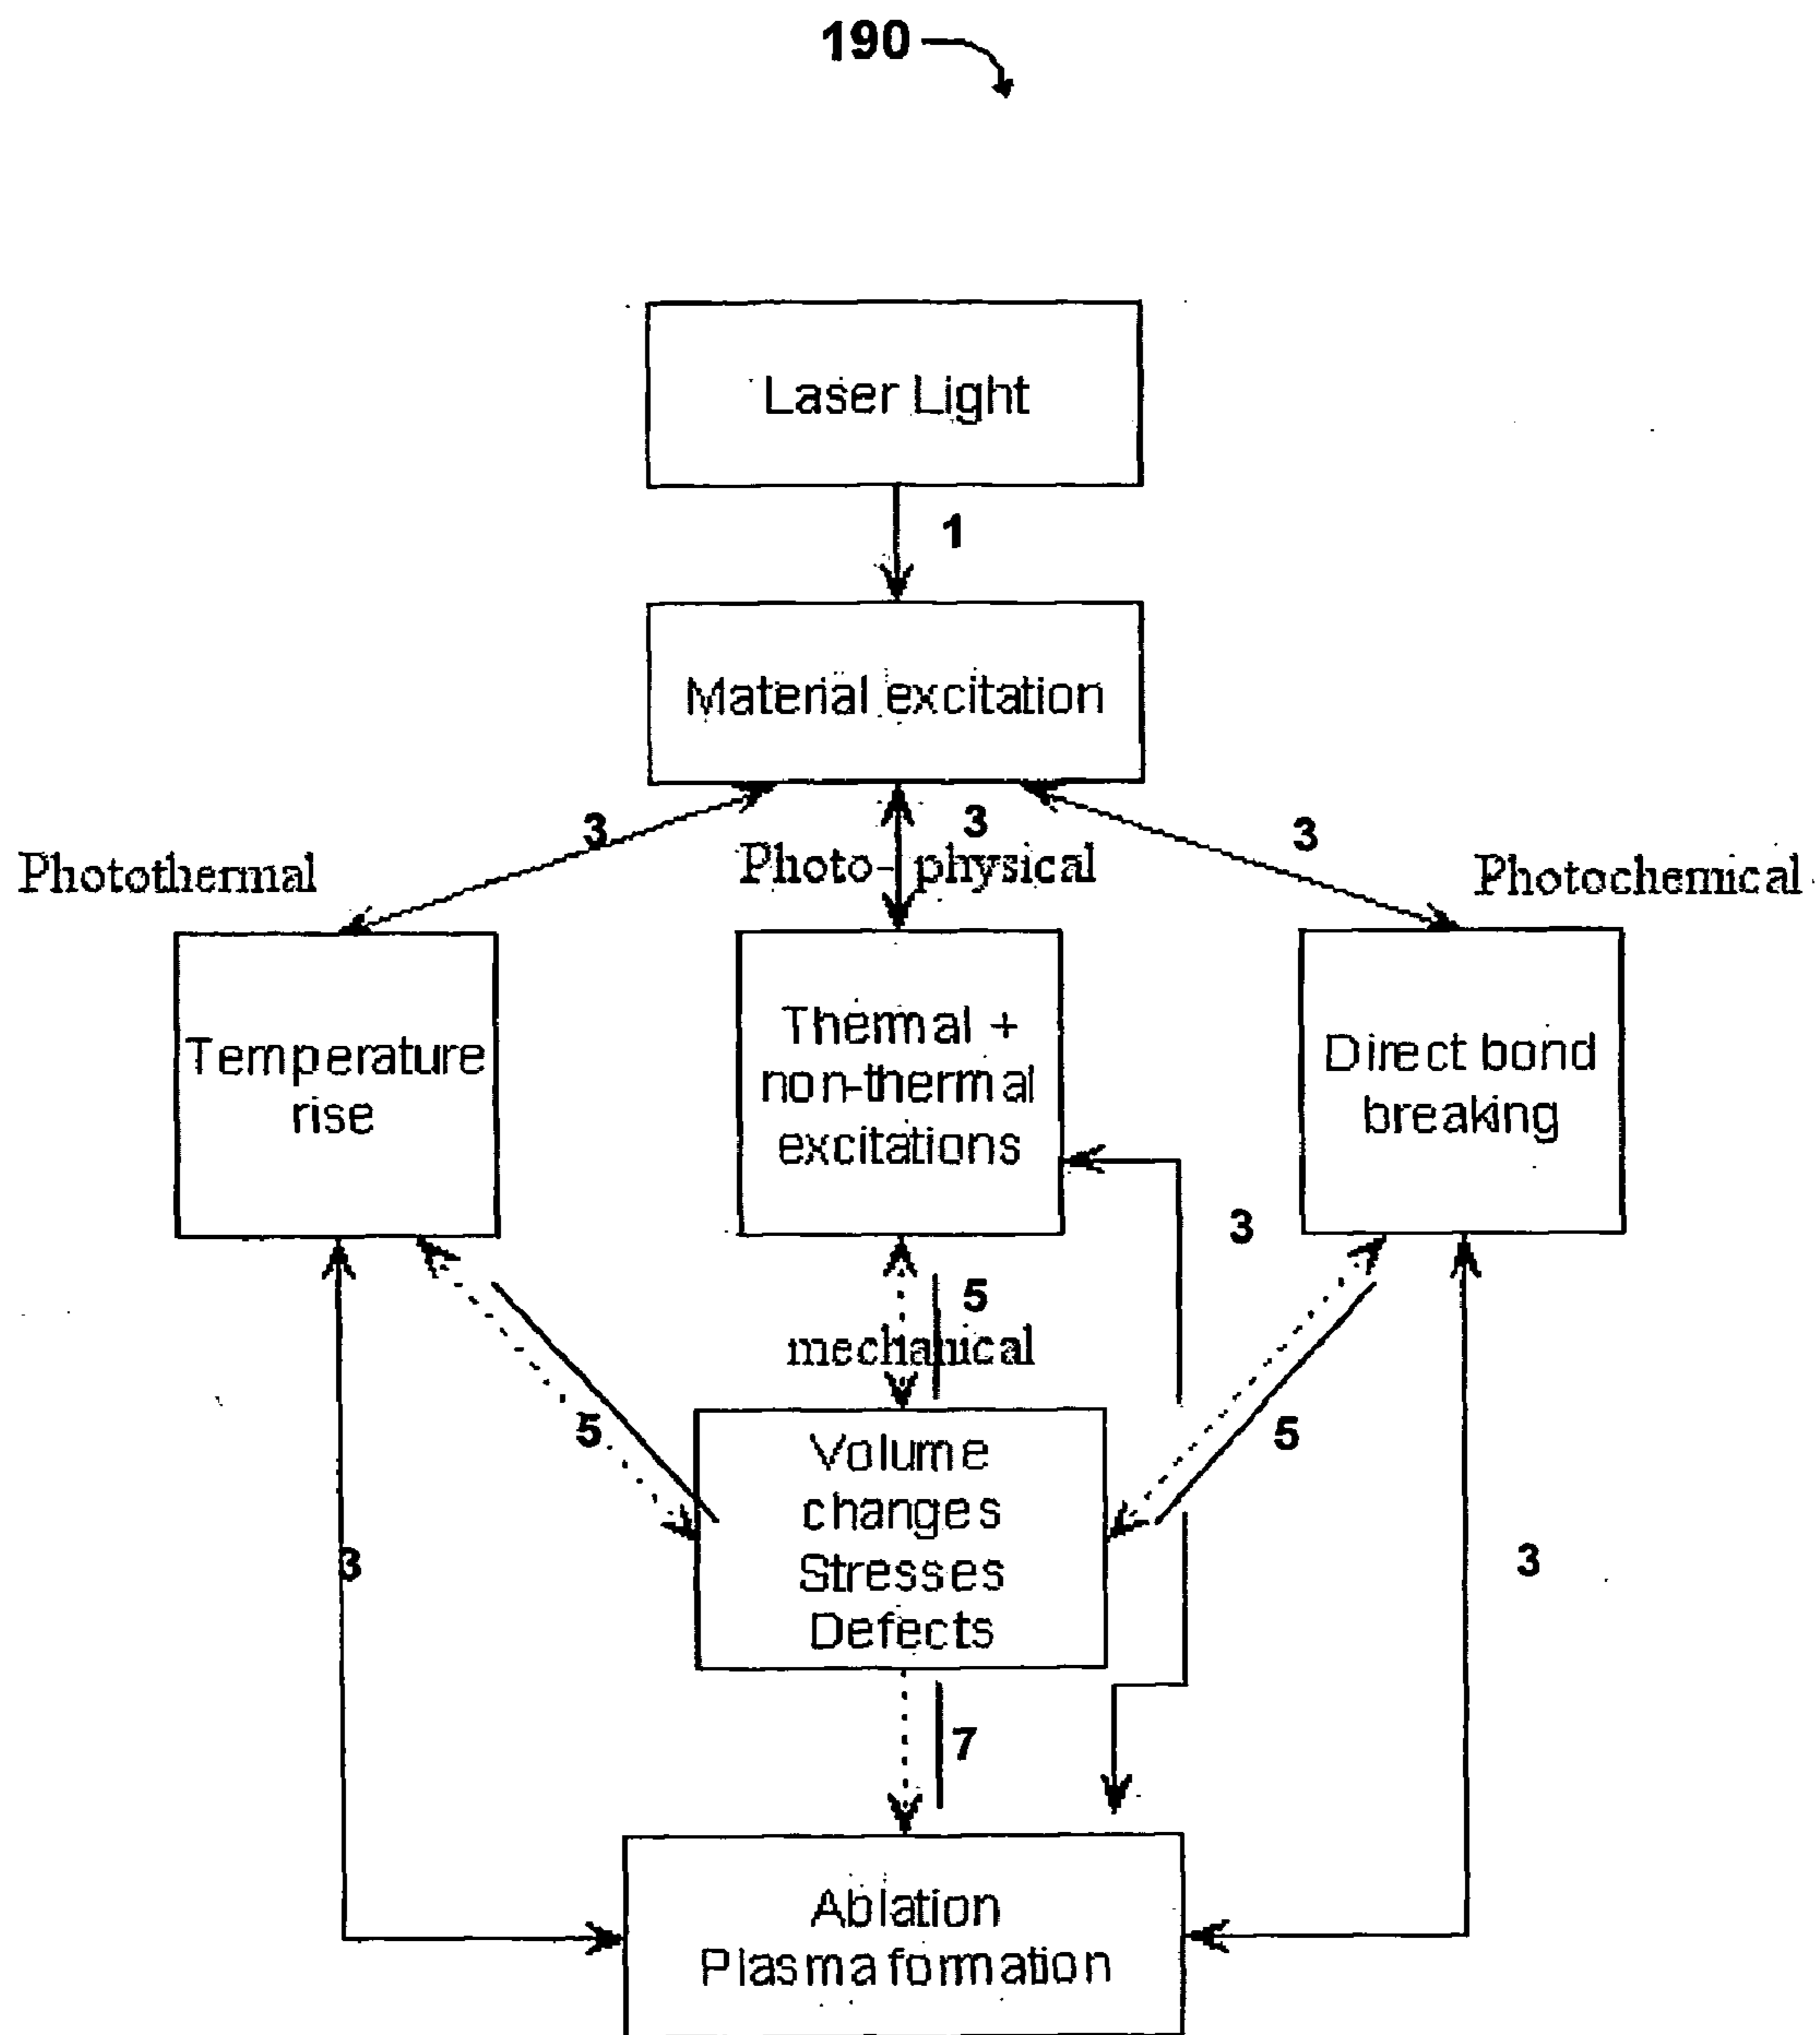 190
Laser Light
1
Material excitation
3
3
3
Photothermal
Photo-physical
Photochemical
Temperature
rise
Thermal +
non-thermal
excitations
Direct bond
breaking
3
5
mechanical
5
5
Volume
changes
Stresses
Defects
3
3
7
Ablation
Plasma formation